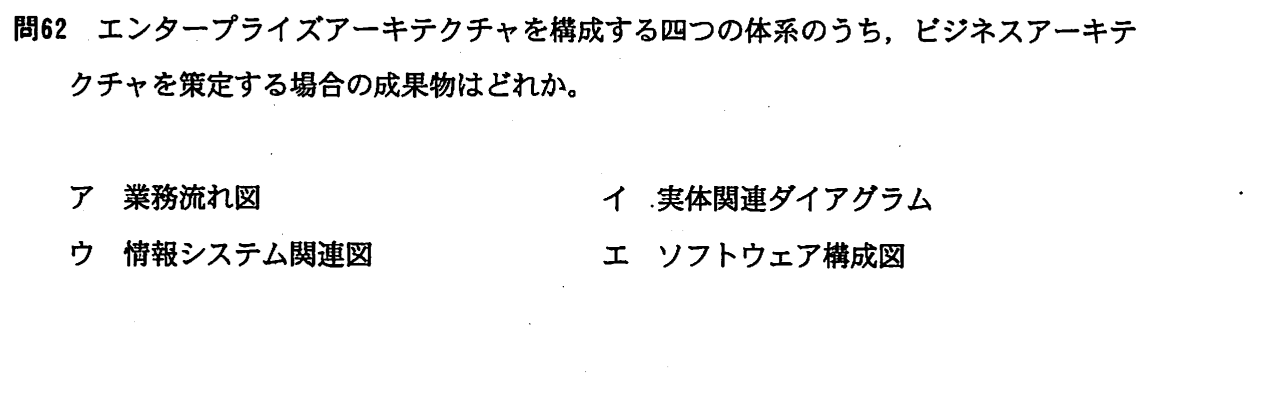 問62 エンタープライズアーキテクチャを構成する四つの体系のうち，ビジネスアーキテ
クチャを策定する場合の成果物はどれか。
ア 業務流れ図 イ 実体関連ダイアグラム
ウ 情報システム関連図 エ ソフトウェア構成図